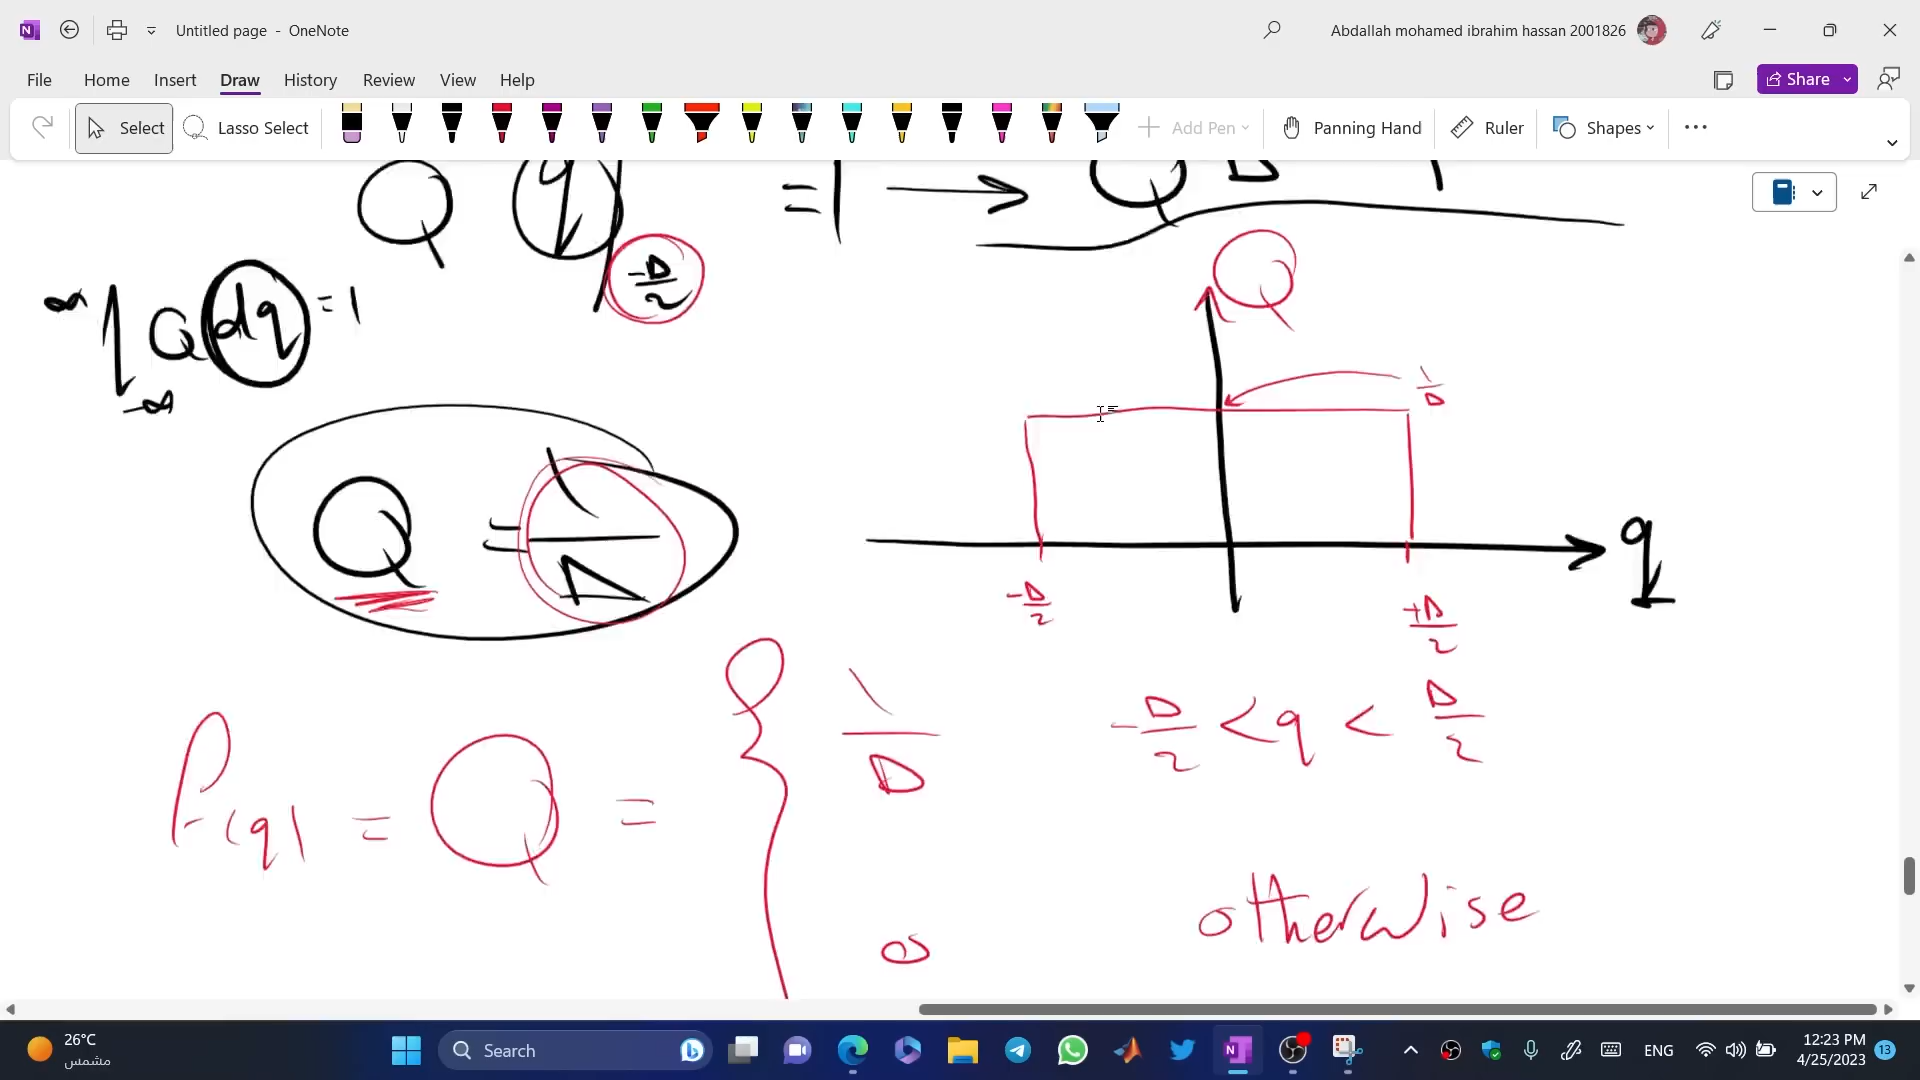 Untitled page - OneNote
Abdallah mohamed ibrahim hassan 2001826
File Home Insert Draw History Review View Help
Share
Select
Lasso Select
Add Pen
Panning Hand
Ruler
Shapes
Q q = 1 → Q Δ
-Δ/2
∞ ∫ Q dq = 1
-∞
Q
1/Δ
Q = 1/Δ
q
-Δ/2
+Δ/2
f(q) = Q = { 1/Δ -Δ/2 < q < Δ/2
0 otherwise
26°C
مشمس
Search
ENG
12:23 PM
4/25/2023
13